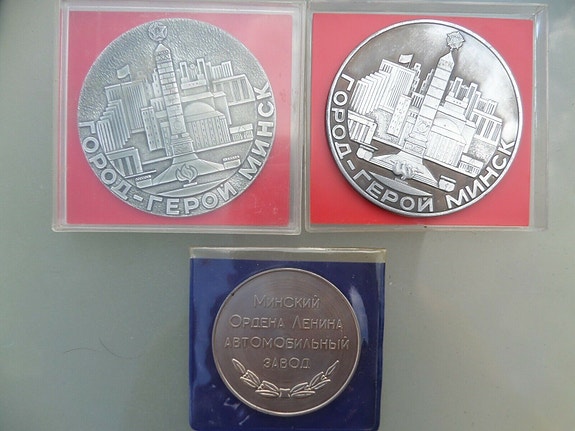 ГОРОД-ГЕРОЙ МИНСК
ГОРОД-ГЕРОЙ МИНСК
МИНСКИЙ
ОРДЕНА ЛЕНИНА
АВТОМОБИЛЬНЫЙ
ЗАВОД